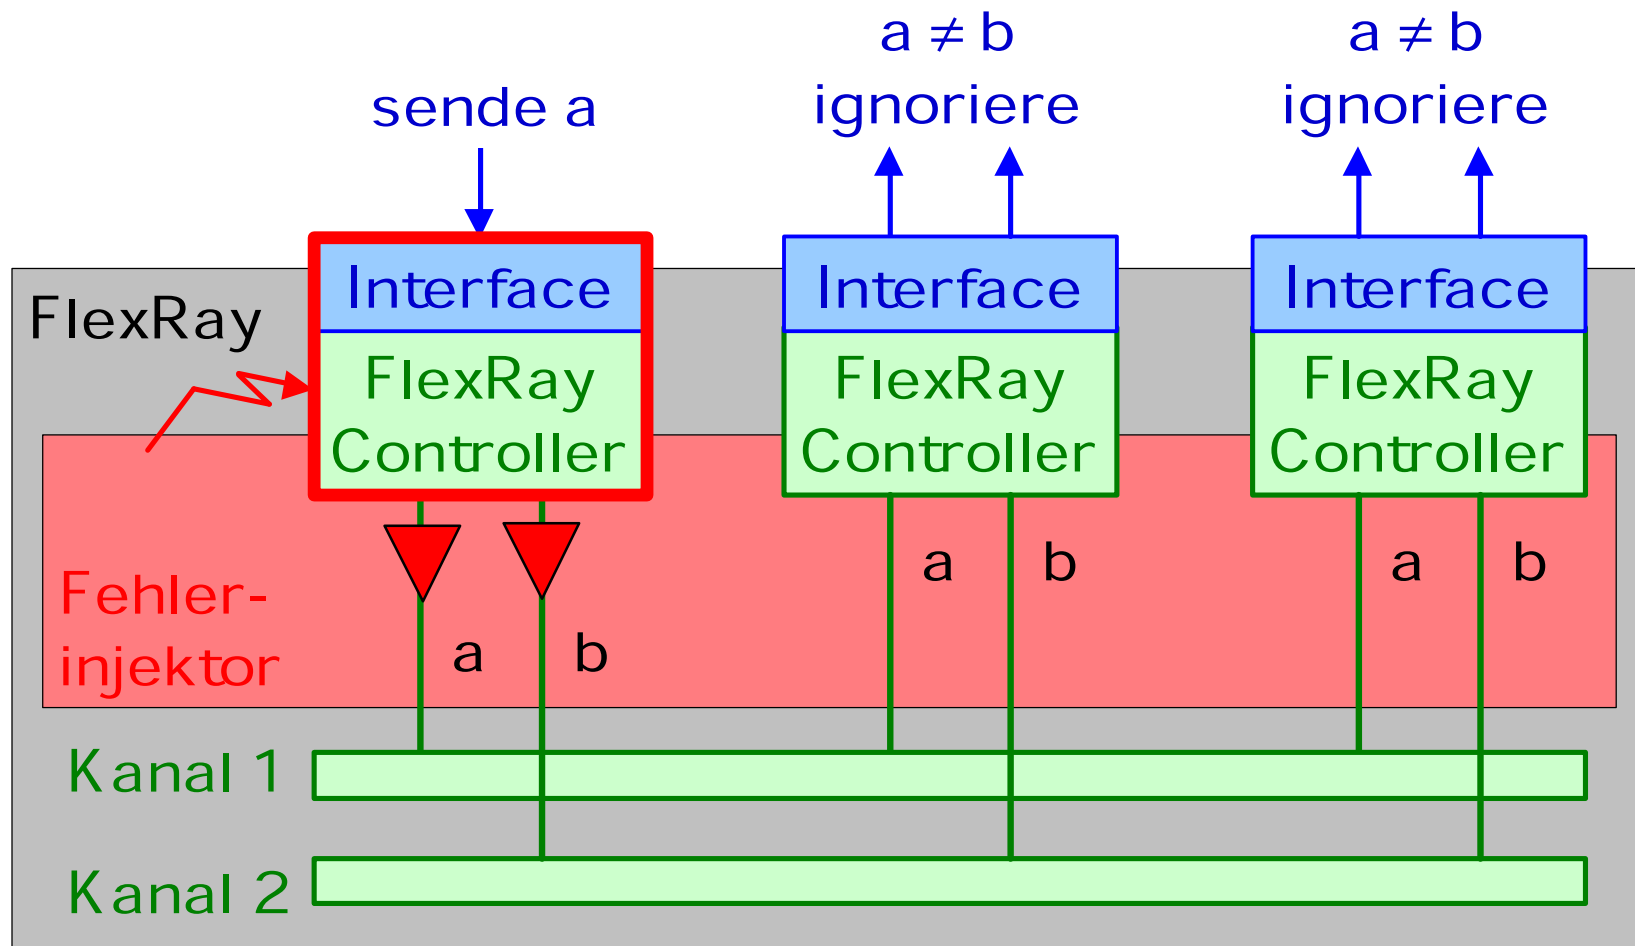 a ≠ b
ignoriere
a ≠ b
ignoriere
sende a
Interface
Interface
Interface
FlexRay
FlexRay
Controller
FlexRay
Controller
FlexRay
Controller
Fehler-
injektor
a
b
a
b
a
b
Kanal 1
Kanal 2